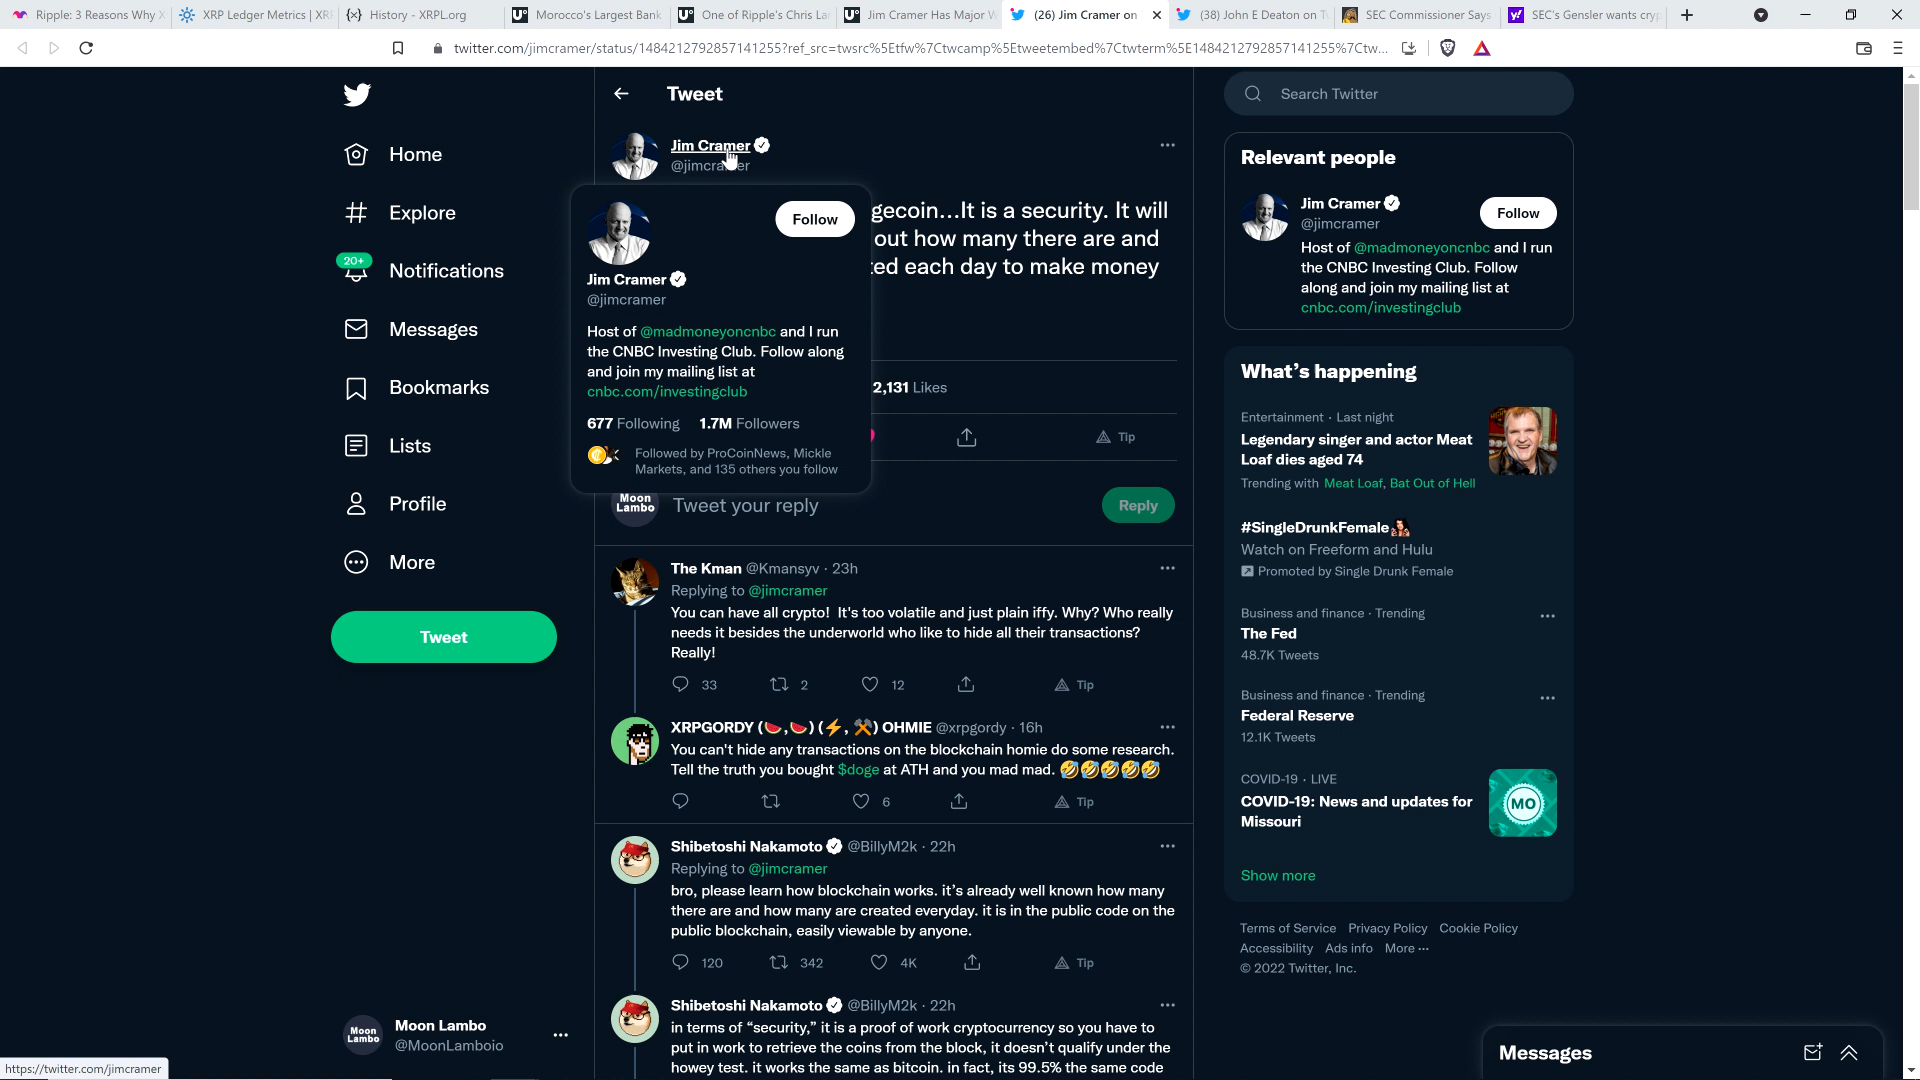 Ripple: 3 Reasons Why X
XRP Ledger Metrics | XR
History - XRPL.org
Morocco's Largest Bank
One of Ripple's Chris La
Jim Cramer Has Major W
(26) Jim Cramer on
(38) John E Deaton on T
SEC Commissioner Says
SEC's Gensler wants cryp
twitter.com/jimcramer/status/1484212792857141255?ref_src=twsrc%5Etfw%7Ctwcamp%5Etweetembed%7Ctwterm%5E1484212792857141255%7Ctw...
Home
Explore
20+
Notifications
Messages
Bookmarks
Lists
Profile
More
Tweet
Moon Lambo
Moon Lambo
@MoonLamboio
https://twitter.com/jimcramer
Tweet
Jim Cramer
@jimcramer
gecoin...It is a security. It will
out how many there are and
ted each day to make money
Follow
Jim Cramer
@jimcramer
Host of @madmoneyoncnbc and I run
the CNBC Investing Club. Follow along
and join my mailing list at
cnbc.com/investingclub
677 Following 1.7M Followers
Followed by ProCoinNews, Mickle
Markets, and 135 others you follow
2,131 Likes
Tip
Moon
Lambo
Tweet your reply
Reply
The Kman @Kmansyv · 23h
Replying to @jimcramer
You can have all crypto! It's too volatile and just plain iffy. Why? Who really
needs it besides the underworld who like to hide all their transactions?
Really!
33 2 12 Tip
XRPGORDY (🍉,🍉) (⚡, ⚒) OHMIE @xrpgordy · 16h
You can't hide any transactions on the blockchain homie do some research.
Tell the truth you bought $doge at ATH and you mad mad. 🤣🤣🤣🤣🤣
6 Tip
Shibetoshi Nakamoto @BillyM2k · 22h
Replying to @jimcramer
bro, please learn how blockchain works. it's already well known how many
there are and how many are created everyday. it is in the public code on the
public blockchain, easily viewable by anyone.
120 342 4K Tip
Shibetoshi Nakamoto @BillyM2k · 22h
in terms of “security,” it is a proof of work cryptocurrency so you have to
put in work to retrieve the coins from the block, it doesn't qualify under the
howey test. it works the same as bitcoin. in fact, its 99.5% the same code
Search Twitter
Relevant people
Jim Cramer
@jimcramer
Follow
Host of @madmoneyoncnbc and I run
the CNBC Investing Club. Follow
along and join my mailing list at
cnbc.com/investingclub
What's happening
Entertainment · Last night
Legendary singer and actor Meat
Loaf dies aged 74
Trending with Meat Loaf, Bat Out of Hell
#SingleDrunkFemale
Watch on Freeform and Hulu
Promoted by Single Drunk Female
Business and finance · Trending
The Fed
48.7K Tweets
Business and finance · Trending
Federal Reserve
12.1K Tweets
COVID-19 · LIVE
COVID-19: News and updates for
Missouri
MO
Show more
Terms of Service Privacy Policy Cookie Policy
Accessibility Ads info More ···
© 2022 Twitter, Inc.
Messages